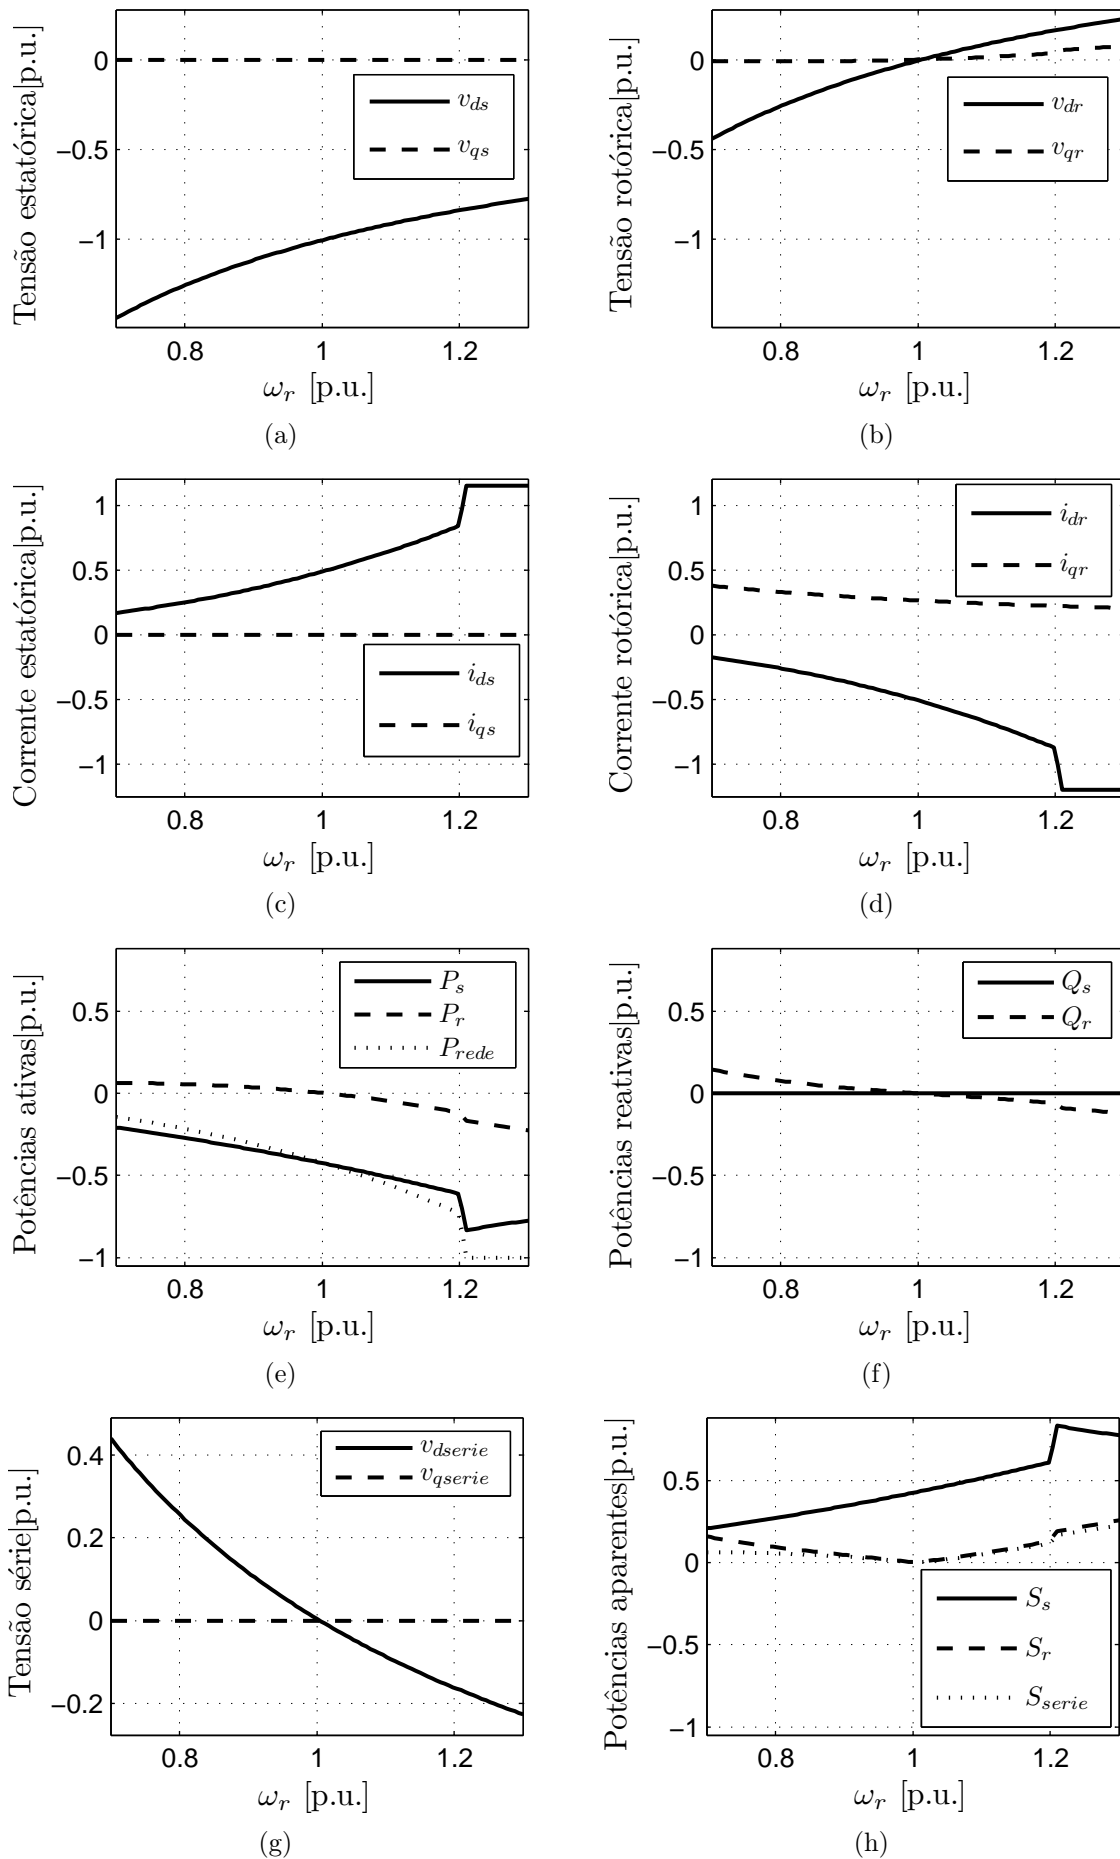 Tensão estatórica[p.u.]
0
−0.5
−1
v_ds
v_qs
0.8 1 1.2
ω_r [p.u.]
(a)
Tensão rotórica[p.u.]
0
−0.5
−1
v_dr
v_qr
0.8 1 1.2
ω_r [p.u.]
(b)
Corrente estatórica[p.u.]
1
0.5
0
−0.5
−1
i_ds
i_qs
0.8 1 1.2
ω_r [p.u.]
(c)
Corrente rotórica[p.u.]
1
0.5
0
−0.5
−1
i_dr
i_qr
0.8 1 1.2
ω_r [p.u.]
(d)
Potências ativas[p.u.]
0.5
0
−0.5
−1
P_s
P_r
P_rede
0.8 1 1.2
ω_r [p.u.]
(e)
Potências reativas[p.u.]
0.5
0
−0.5
−1
Q_s
Q_r
0.8 1 1.2
ω_r [p.u.]
(f)
Tensão série[p.u.]
0.4
0.2
0
−0.2
v_dserie
v_qserie
0.8 1 1.2
ω_r [p.u.]
(g)
Potências aparentes[p.u.]
0.5
0
−0.5
−1
S_s
S_r
S_serie
0.8 1 1.2
ω_r [p.u.]
(h)